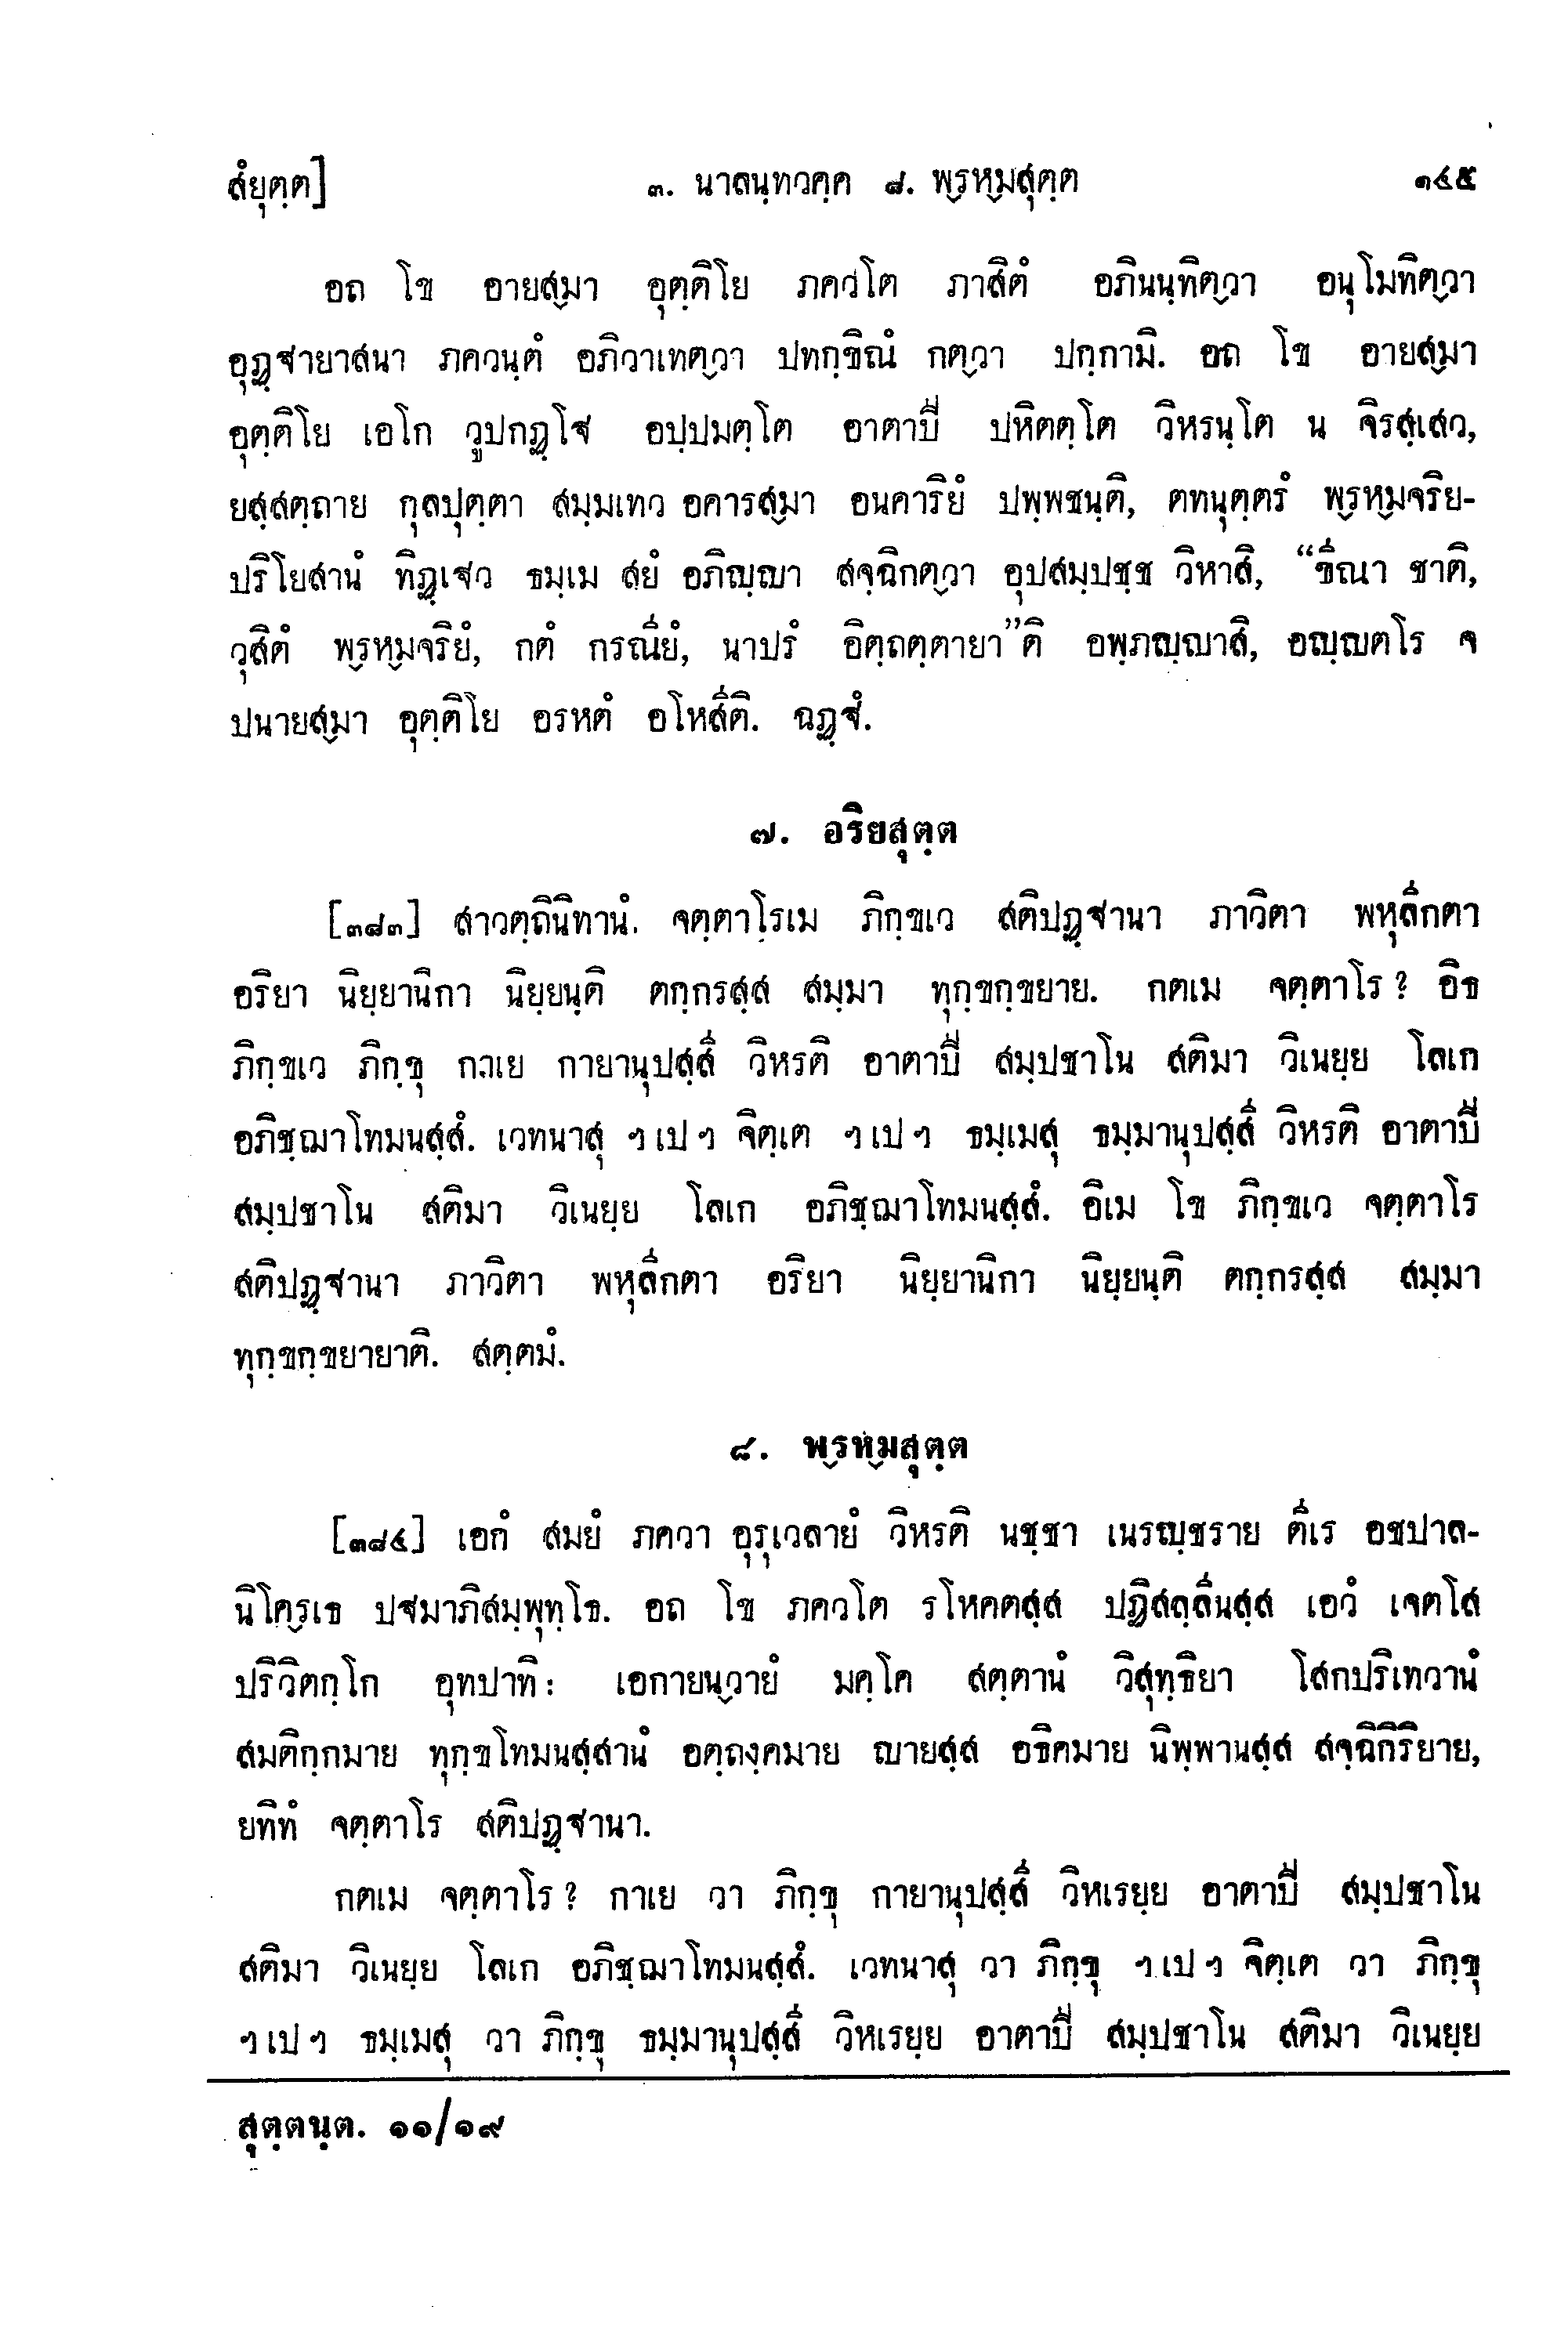 สํยุตฺต]	๓. นาลนฺทวคฺค ๘. พฺรหฺมสุตฺต	๑๔๕
อถ โข อายสฺมา อุตฺติโย ภควโต ภาสิตํ อภินนฺทิตฺวา อนุโมทิตฺวา
อุฏฺฐายาสนา ภควนฺตํ อภิวาเทตฺวา ปทกฺขิณํ กตฺวา ปกฺกามิ. อถ โข อายสฺมา
อุตฺติโย เอโก วูปกฏฺโฐ อปฺปมตฺโต อาตาปี ปหิตตฺโต วิหรนฺโต น จิรสฺเสว,
ยสฺสตฺถาย กุลปุตฺตา สมฺมเทว อคารสฺมา อนคาริยํ ปพฺพชนฺติ, ตทนุตฺตรํ พฺรหฺมจริย-
ปริโยสานํ ทิฏฺเฐว ธมฺเม สยํ อภิญฺญา สจฺฉิกตฺวา อุปสมฺปชฺช วิหาสิ, “ขีณา ชาติ,
วุสิตํ พฺรหฺมจริยํ, กตํ กรณียํ, นาปรํ อิตฺถตฺตายา”ติ อพฺภญฺญาสิ, อญฺญตโร จ
ปนายสฺมา อุตฺติโย อรหตํ อโหสีติ. ฉฏฺฐํ.
๗. อริยสุตฺต
[๓๘๓] สาวตฺถินิทานํ. จตฺตาโรเม ภิกฺขเว สติปฏฺฐานา ภาวิตา พหุลีกตา
อริยา นิยฺยานิกา นิยฺยนฺติ ตกฺกรสฺส สมฺมา ทุกฺขกฺขยาย. กตเม จตฺตาโร? อิธ
ภิกฺขเว ภิกฺขุ กาเย กายานุปสฺสี วิหรติ อาตาปี สมฺปชาโน สติมา วิเนยฺย โลเก
อภิชฺฌาโทมนสฺสํ. เวทนาสุ ฯเปฯ จิตฺเต ฯเปฯ ธมฺเมสุ ธมฺมานุปสฺสี วิหรติ อาตาปี
สมฺปชาโน สติมา วิเนยฺย โลเก อภิชฺฌาโทมนสฺสํ. อิเม โข ภิกฺขเว จตฺตาโร
สติปฏฺฐานา ภาวิตา พหุลีกตา อริยา นิยฺยานิกา นิยฺยนฺติ ตกฺกรสฺส สมฺมา
ทุกฺขกฺขยายาติ. สตฺตมํ.
๘. พฺรหฺมสุตฺต
[๓๘๔] เอกํ สมยํ ภควา อุรุเวลายํ วิหรติ นชฺชา เนรญฺชราย ตีเร อชปาล-
นิโคฺรเธ ปฐมาภิสมฺพุทฺโธ. อถ โข ภควโต รโหคตสฺส ปฏิสลฺลีนสฺส เอวํ เจตโส
ปริวิตกฺโก อุทปาทิ: เอกายนฺวายํ มคฺโค สตฺตานํ วิสุทฺธิยา โสกปริเทวานํ
สมติกฺกมาย ทุกฺขโทมนสฺสานํ อตฺถงฺคมาย ญายสฺส อธิคมาย นิพฺพานสฺส สจฺฉิกิริยาย,
ยทิทํ จตฺตาโร สติปฏฺฐานา.
กตเม จตฺตาโร? กาเย วา ภิกฺขุ กายานุปสฺสี วิหเรยฺย อาตาปี สมฺปชาโน
สติมา วิเนยฺย โลเก อภิชฺฌาโทมนสฺสํ. เวทนาสุ วา ภิกฺขุ ฯเปฯ จิตฺเต วา ภิกฺขุ
ฯเปฯ ธมฺเมสุ วา ภิกฺขุ ธมฺมานุปสฺสี วิหเรยฺย อาตาปี สมฺปชาโน สติมา วิเนยฺย
สุตฺตนฺต. ๑๑/๑๙